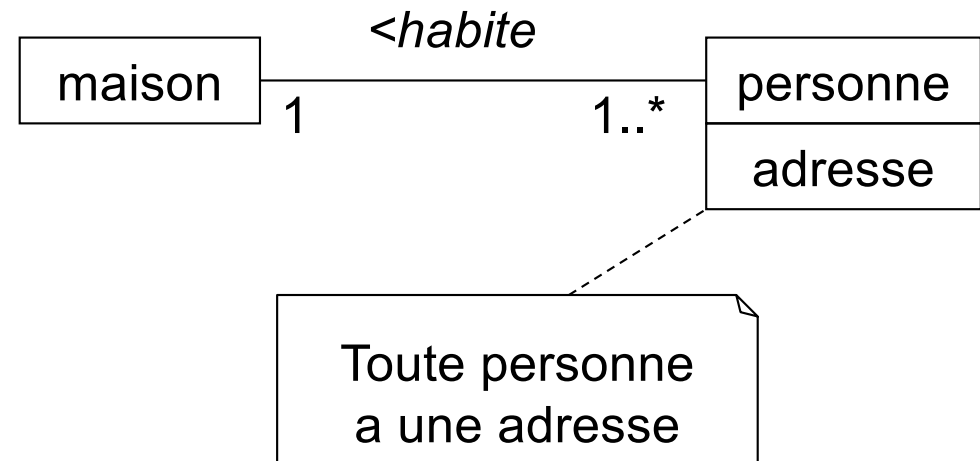 <habite
maison
personne
1
1..*
adresse
Toute personne
a une adresse